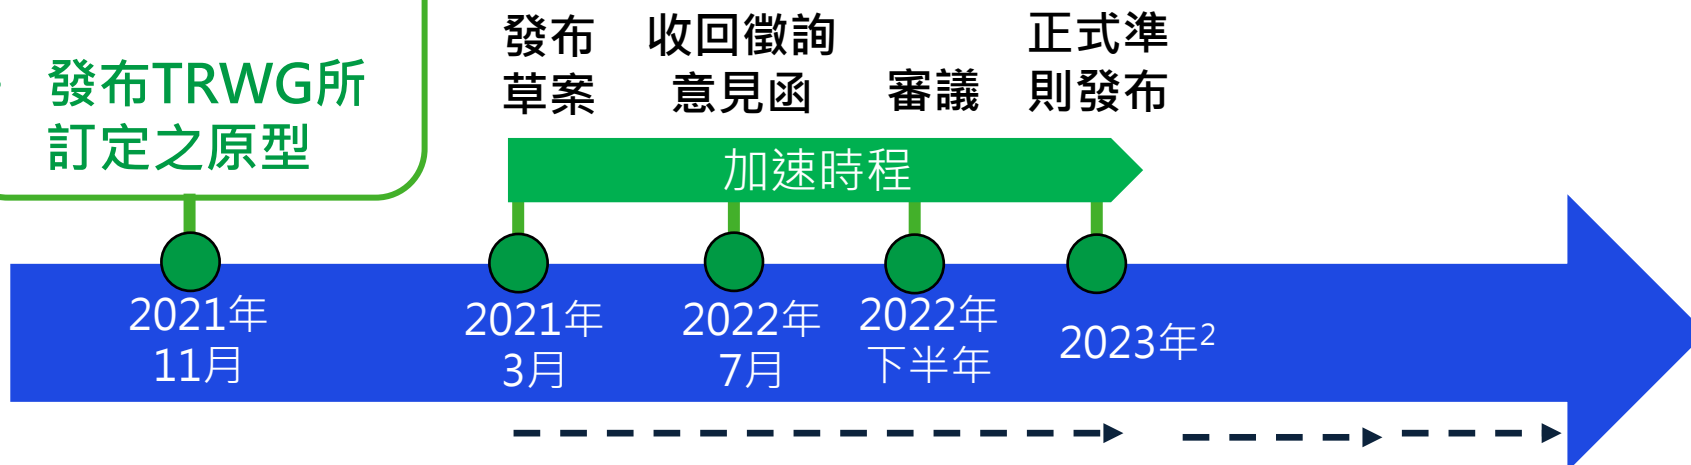 發布TRWG所
訂定之原型
發布
草案
收回徵詢
意見函
審議
正式準
則發布
加速時程
2021年
11月
2021年
3月
2022年
7月
2022年
下半年
2023年2